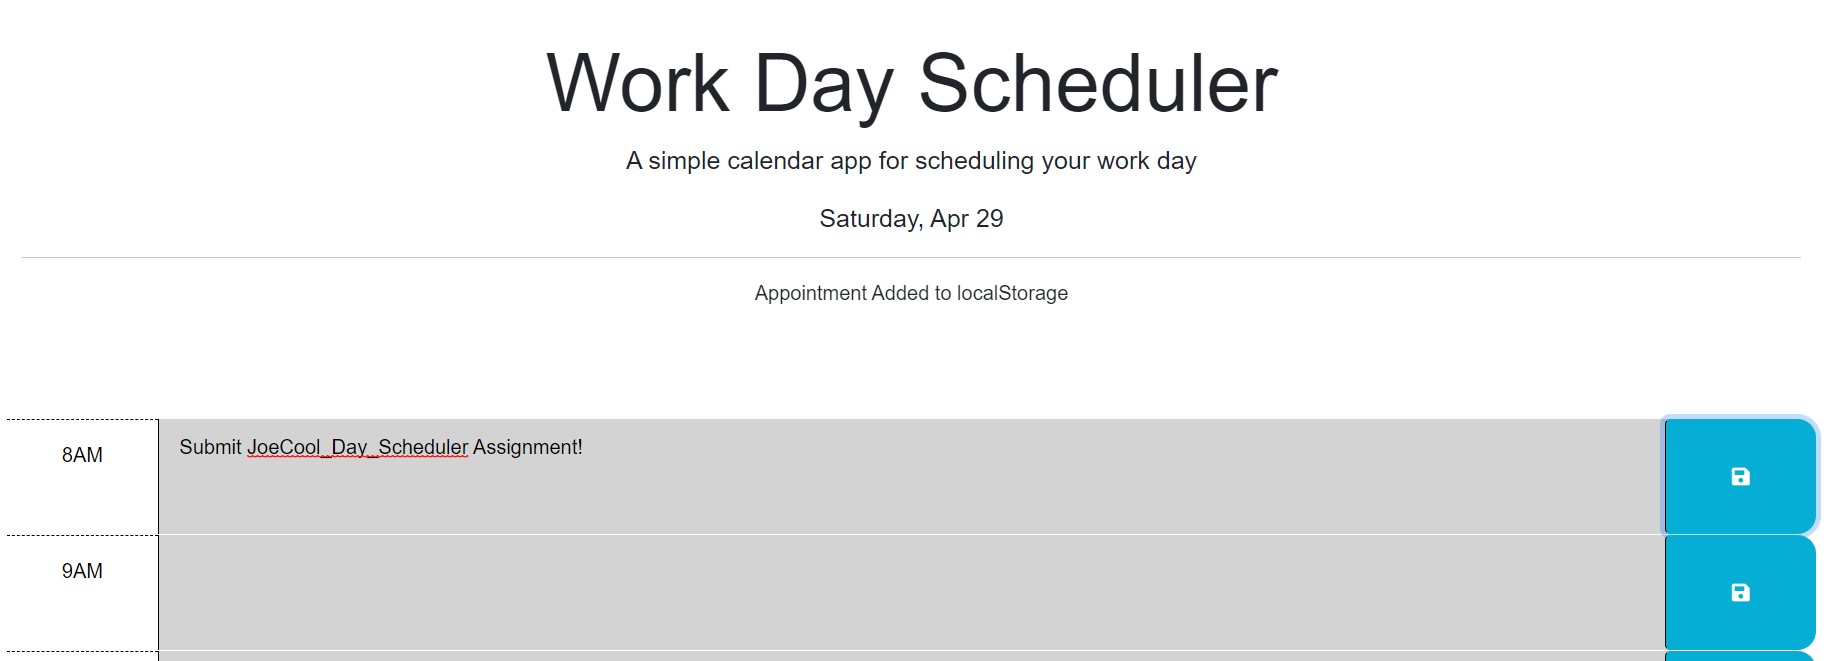 Work Day Scheduler
A simple calendar app for scheduling your work day
Saturday, Apr 29
Appointment Added to localStorage
8AM
Submit JoeCool_Day_Scheduler Assignment!
9AM